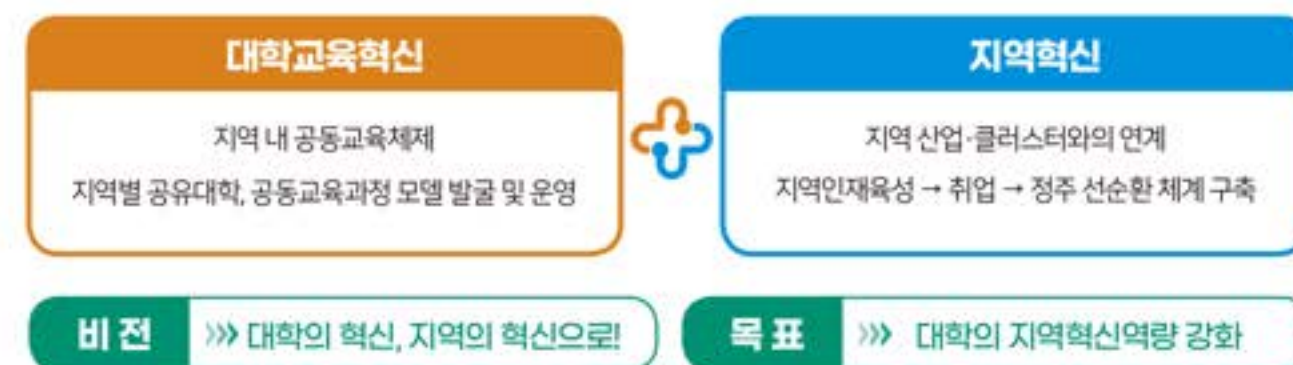 대학교육혁신
지역 내 공동교육체제
지역별 공유대학, 공동교육과정 모델 발굴 및 운영
지역혁신
지역 산업·클러스터와의 연계
지역인재육성 → 취업 → 정주 선순환 체계 구축
비전 》》 대학의 혁신, 지역의 혁신으로!
목표 》》 대학의 지역혁신역량 강화